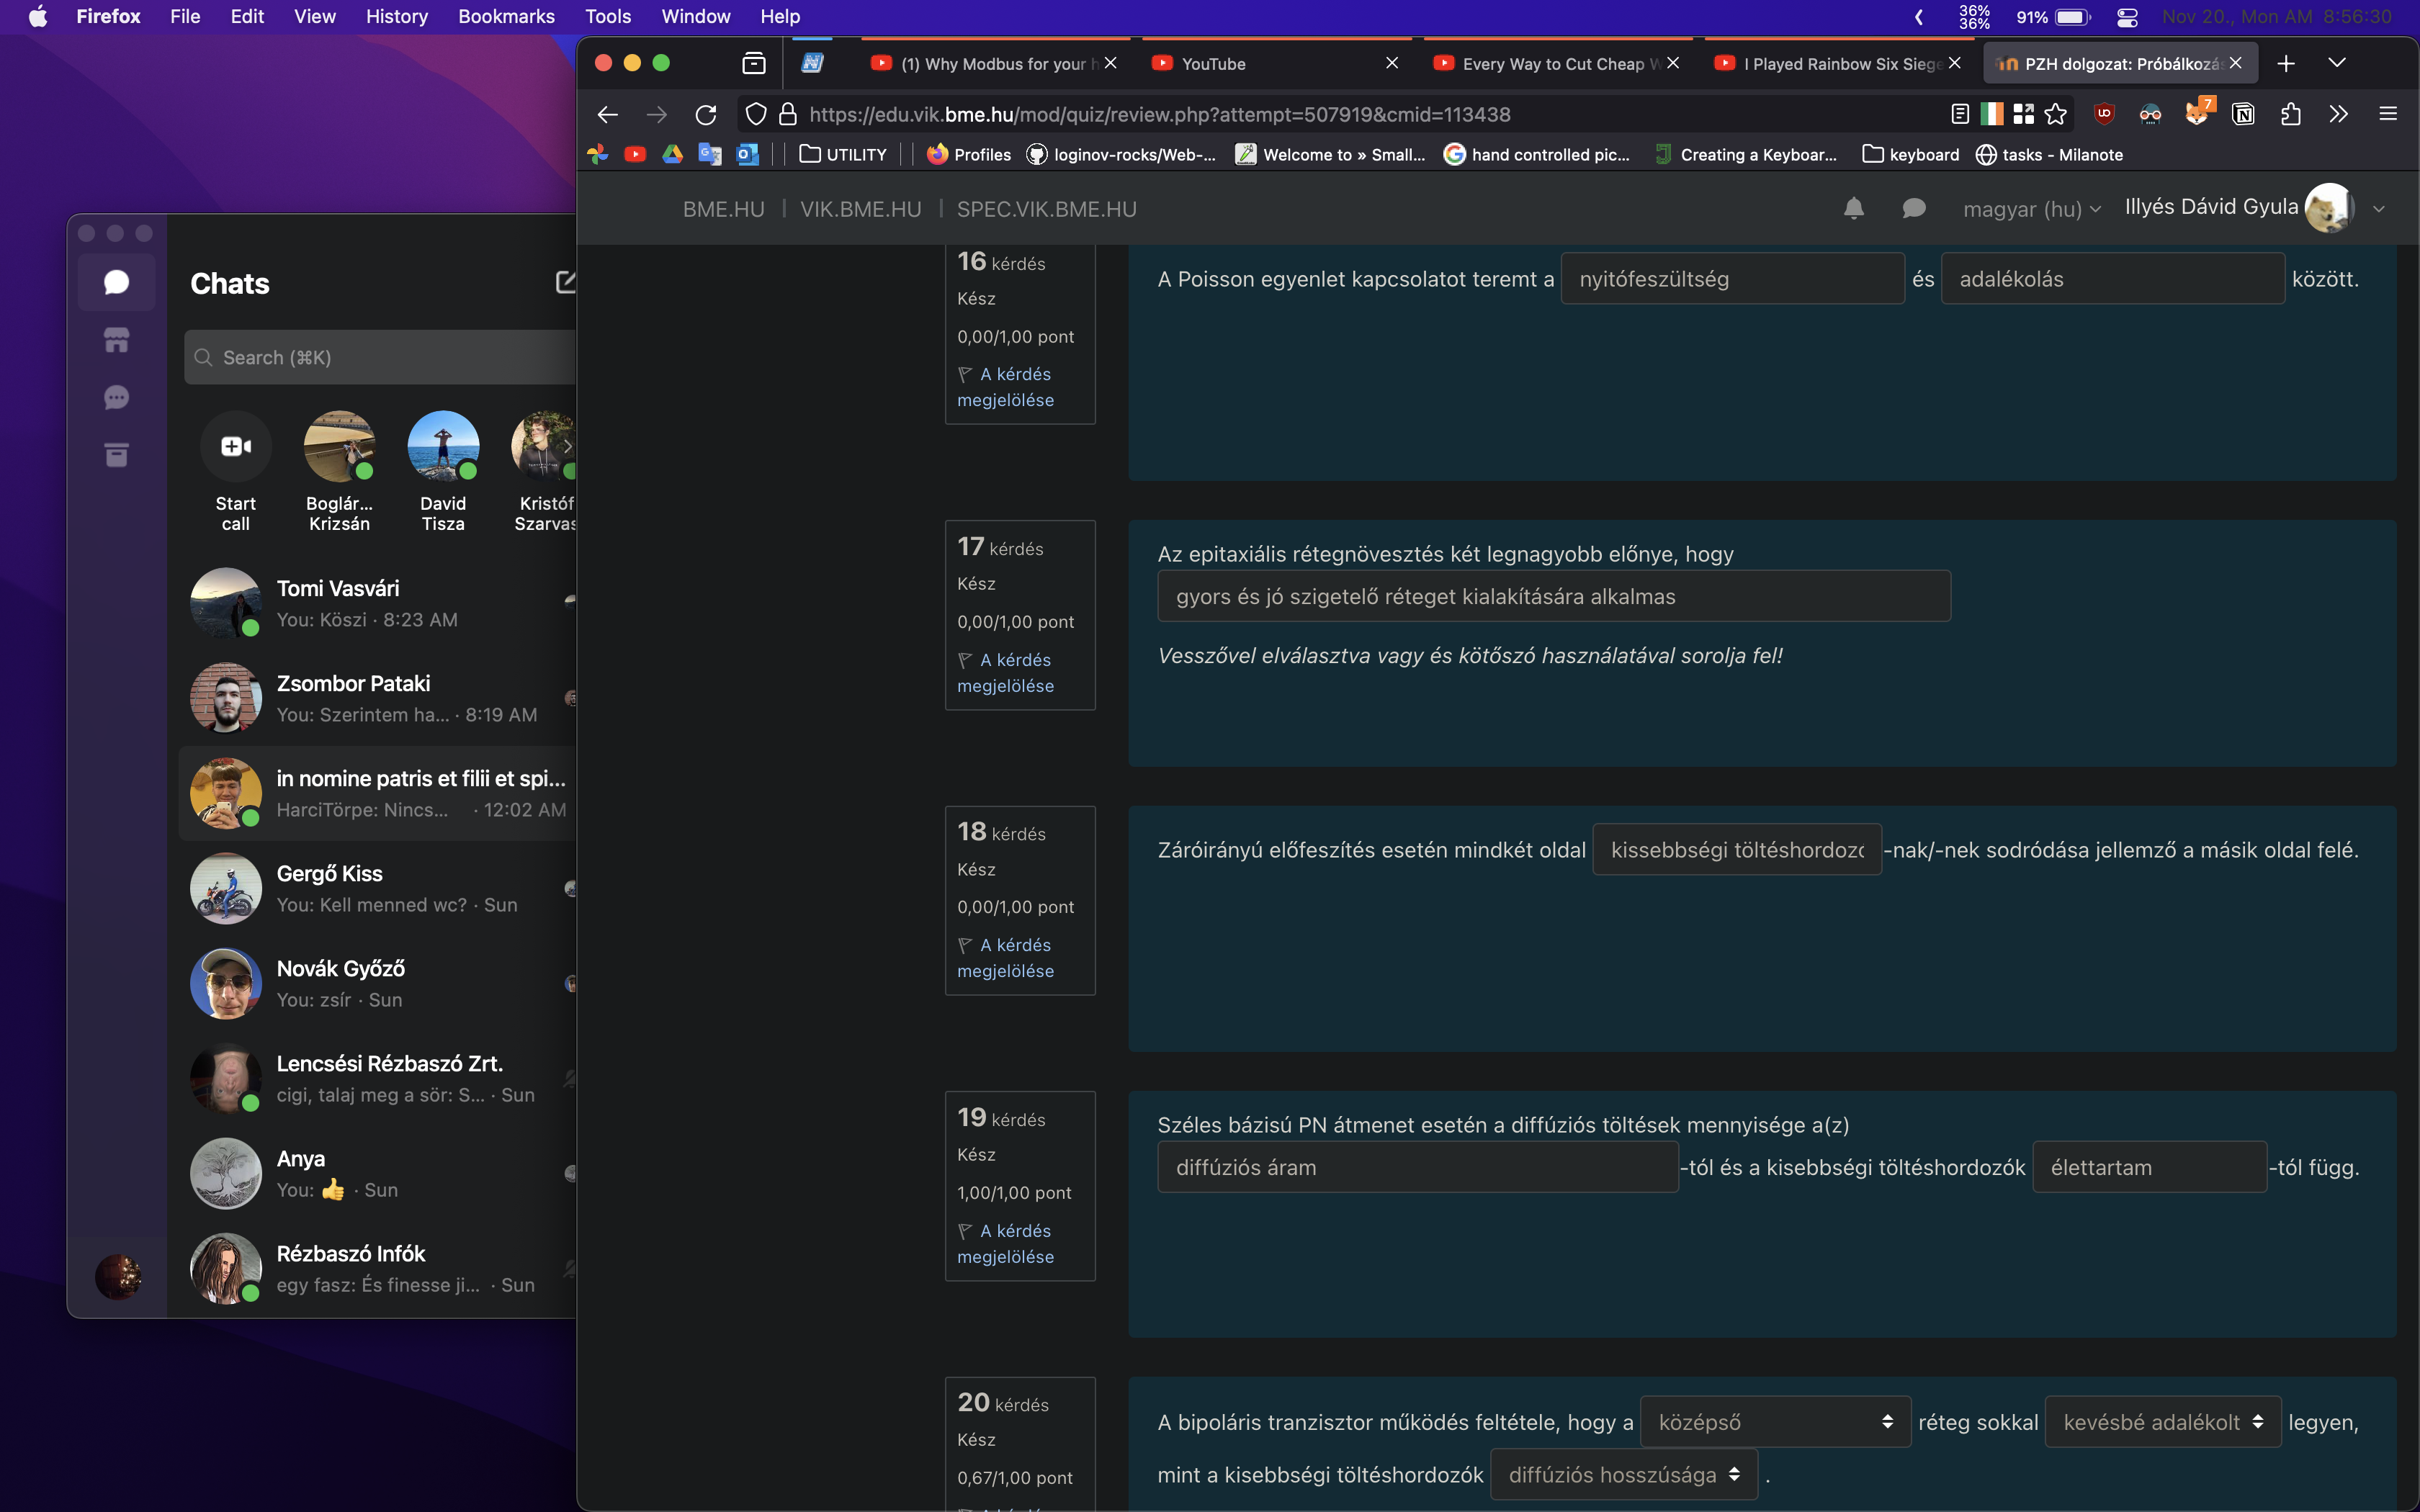 Firefox File Edit View History Bookmarks Tools Window Help
36% 36% 91% Nov 20., Mon AM 8:56:30
(1) Why Modbus for your h
YouTube
Every Way to Cut Cheap W
I Played Rainbow Six Siege
PZH dolgozat: Próbálkozás
https://edu.vik.bme.hu/mod/quiz/review.php?attempt=507919&cmid=113438
7
UTILITY
Profiles
loginov-rocks/Web-...
Welcome to » Small...
hand controlled pic...
Creating a Keyboar...
keyboard
tasks - Milanote
BME.HU | VIK.BME.HU | SPEC.VIK.BME.HU
magyar (hu)
Illyés Dávid Gyula
Chats
Search (⌘K)
Start call
Boglár... Krizsán
David Tisza
Kristóf Szarvas
Tomi Vasvári
You: Köszi · 8:23 AM
Zsombor Pataki
You: Szerintem ha... · 8:19 AM
in nomine patris et filii et spi...
HarciTörpe: Nincs... · 12:02 AM
Gergő Kiss
You: Kell menned wc? · Sun
Novák Győző
You: zsír · Sun
Lencsési Rézbaszó Zrt.
cigi, talaj meg a sör: S... · Sun
Anya
You: 👍 · Sun
Rézbaszó Infók
egy fasz: És finesse ji... · Sun
16 kérdés
Kész
0,00/1,00 pont
A kérdés
megjelölése
A Poisson egyenlet kapcsolatot teremt a nyitófeszültség és adalékolás között.
17 kérdés
Kész
0,00/1,00 pont
A kérdés
megjelölése
Az epitaxiális rétegnövesztés két legnagyobb előnye, hogy
gyors és jó szigetelő réteget kialakítására alkalmas
Vesszővel elválasztva vagy és kötőszó használatával sorolja fel!
18 kérdés
Kész
0,00/1,00 pont
A kérdés
megjelölése
Záróirányú előfeszítés esetén mindkét oldal kissebbségi töltéshordozo -nak/-nek sodródása jellemző a másik oldal felé.
19 kérdés
Kész
1,00/1,00 pont
A kérdés
megjelölése
Széles bázisú PN átmenet esetén a diffúziós töltések mennyisége a(z)
diffúziós áram -tól és a kisebbségi töltéshordozók élettartam -tól függ.
20 kérdés
Kész
0,67/1,00 pont
A bipoláris tranzisztor működés feltétele, hogy a középső réteg sokkal kevésbé adalékolt legyen,
mint a kisebbségi töltéshordozók diffúziós hosszúsága .